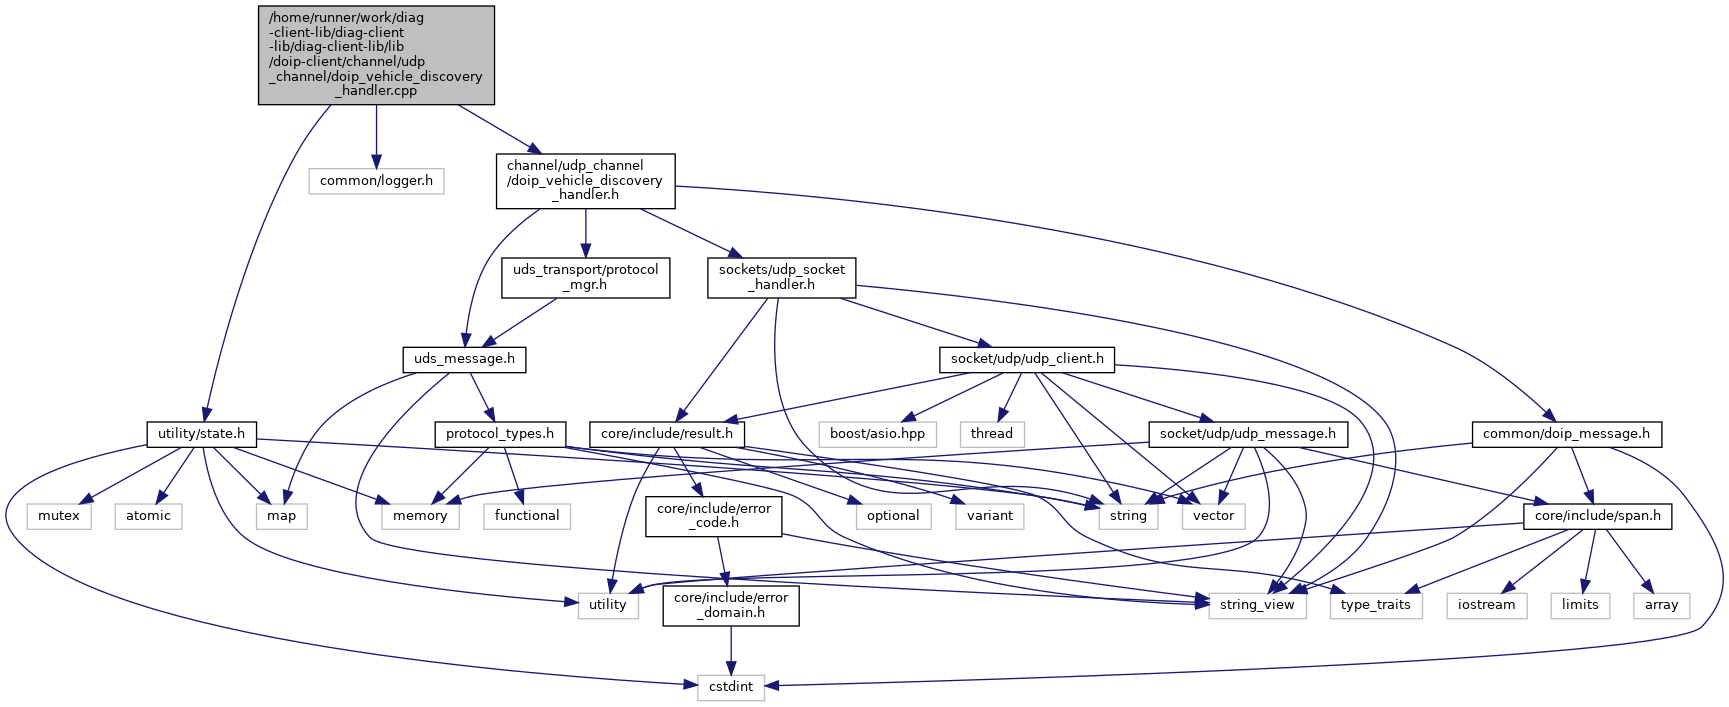 /home/runner/work/diag
-client-lib/diag-client
-lib/diag-client-lib/lib
/doip-client/channel/udp
_channel/doip_vehicle_discovery
_handler.cpp
common/logger.h
channel/udp_channel
/doip_vehicle_discovery
_handler.h
uds_transport/protocol
_mgr.h
sockets/udp_socket
_handler.h
uds_message.h
socket/udp/udp_client.h
utility/state.h
protocol_types.h
core/include/result.h
boost/asio.hpp
thread
socket/udp/udp_message.h
common/doip_message.h
mutex
atomic
map
memory
functional
core/include/error
_code.h
optional
variant
string
vector
core/include/span.h
utility
core/include/error
_domain.h
string_view
type_traits
iostream
limits
array
cstdint